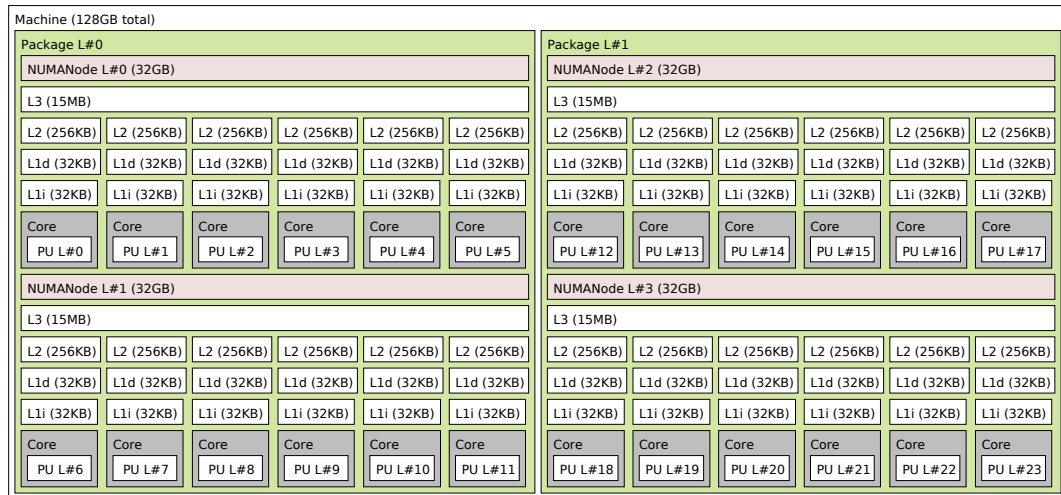 Machine (128GB total)
Package L#0
NUMANode L#0 (32GB)
L3 (15MB)
L2 (256KB) L2 (256KB) L2 (256KB) L2 (256KB) L2 (256KB) L2 (256KB)
L1d (32KB) L1d (32KB) L1d (32KB) L1d (32KB) L1d (32KB) L1d (32KB)
L1i (32KB) L1i (32KB) L1i (32KB) L1i (32KB) L1i (32KB) L1i (32KB)
Core Core Core Core Core Core
PU L#0 PU L#1 PU L#2 PU L#3 PU L#4 PU L#5
NUMANode L#1 (32GB)
L3 (15MB)
L2 (256KB) L2 (256KB) L2 (256KB) L2 (256KB) L2 (256KB) L2 (256KB)
L1d (32KB) L1d (32KB) L1d (32KB) L1d (32KB) L1d (32KB) L1d (32KB)
L1i (32KB) L1i (32KB) L1i (32KB) L1i (32KB) L1i (32KB) L1i (32KB)
Core Core Core Core Core Core
PU L#6 PU L#7 PU L#8 PU L#9 PU L#10 PU L#11
Package L#1
NUMANode L#2 (32GB)
L3 (15MB)
L2 (256KB) L2 (256KB) L2 (256KB) L2 (256KB) L2 (256KB) L2 (256KB)
L1d (32KB) L1d (32KB) L1d (32KB) L1d (32KB) L1d (32KB) L1d (32KB)
L1i (32KB) L1i (32KB) L1i (32KB) L1i (32KB) L1i (32KB) L1i (32KB)
Core Core Core Core Core Core
PU L#12 PU L#13 PU L#14 PU L#15 PU L#16 PU L#17
NUMANode L#3 (32GB)
L3 (15MB)
L2 (256KB) L2 (256KB) L2 (256KB) L2 (256KB) L2 (256KB) L2 (256KB)
L1d (32KB) L1d (32KB) L1d (32KB) L1d (32KB) L1d (32KB) L1d (32KB)
L1i (32KB) L1i (32KB) L1i (32KB) L1i (32KB) L1i (32KB) L1i (32KB)
Core Core Core Core Core Core
PU L#18 PU L#19 PU L#20 PU L#21 PU L#22 PU L#23